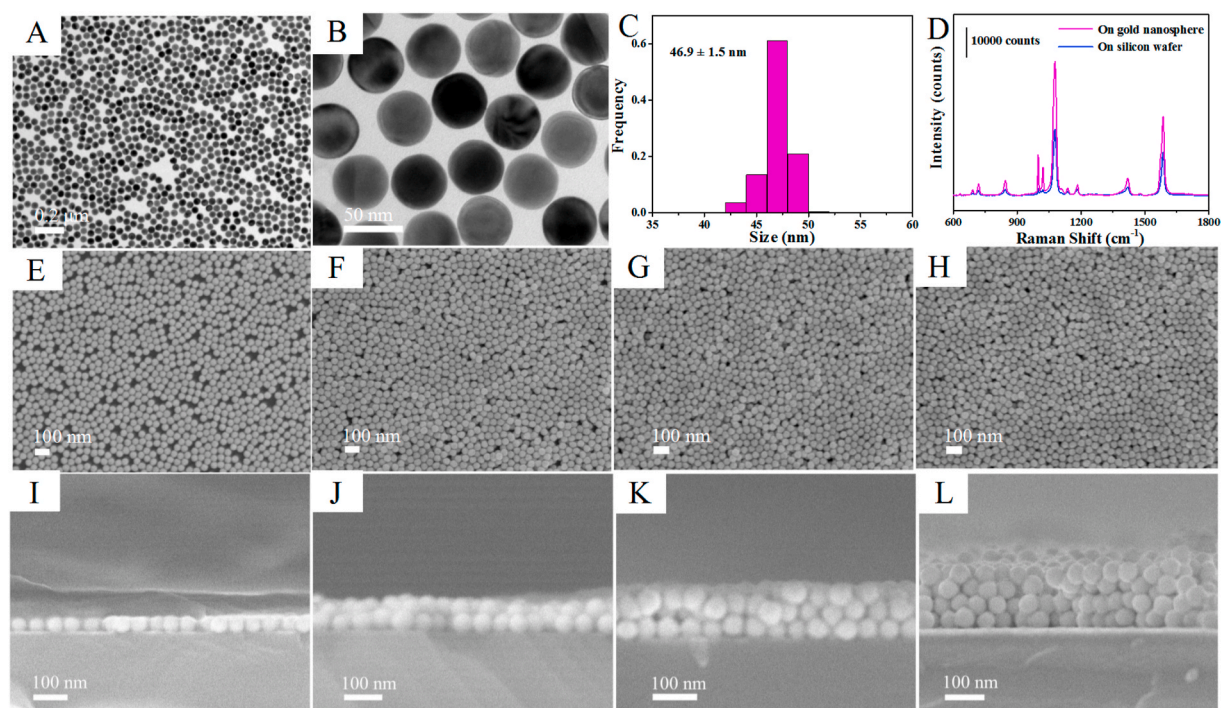 A
0.2 μm
B
50 nm
C
46.9 ± 1.5 nm
Frequency
0.6
0.4
0.2
0.0
35 40 45 50 55 60
Size (nm)
D
10000 counts
On gold nanosphere
On silicon wafer
Intensity (counts)
600 900 1200 1500 1800
Raman Shift (cm⁻¹)
E
100 nm
F
100 nm
G
100 nm
H
100 nm
I
100 nm
J
100 nm
K
100 nm
L
100 nm